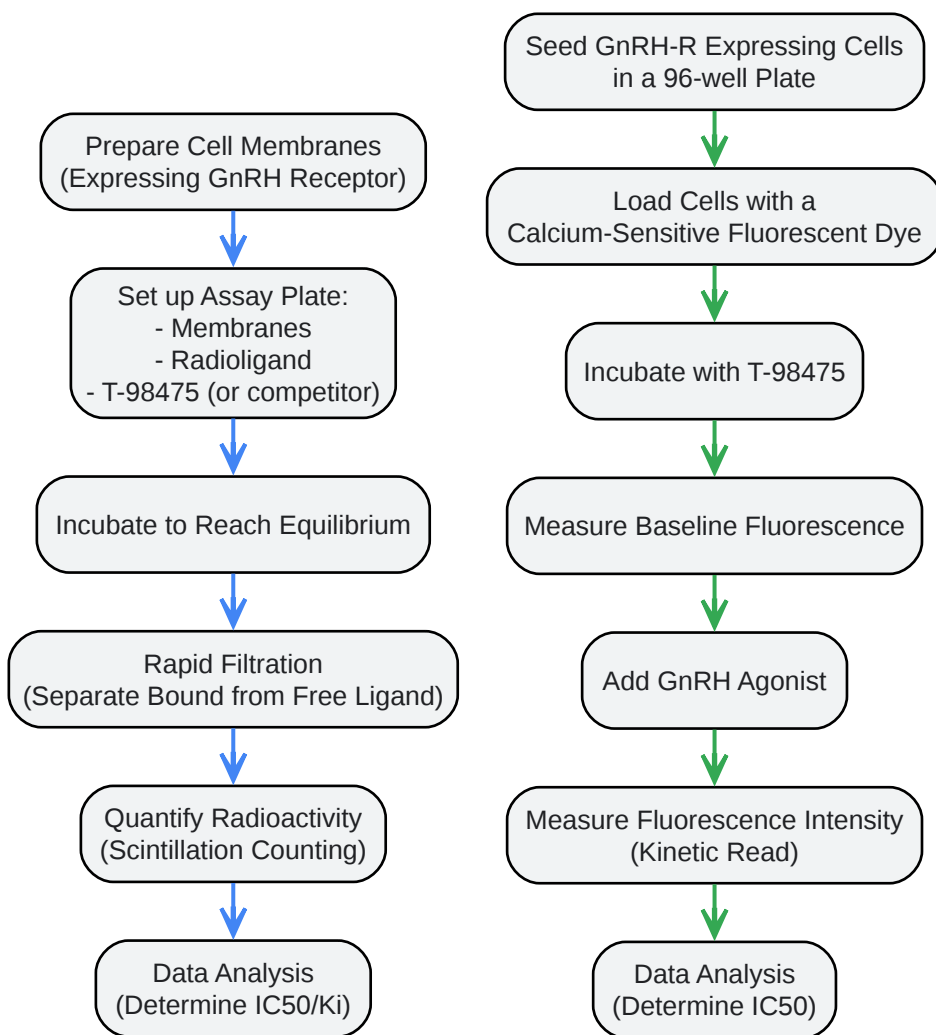 Prepare Cell Membranes
(Expressing GnRH Receptor)
Set up Assay Plate:
- Membranes
- Radioligand
- T-98475 (or competitor)
Incubate to Reach Equilibrium
Rapid Filtration
(Separate Bound from Free Ligand)
Quantify Radioactivity
(Scintillation Counting)
Data Analysis
(Determine IC50/Ki)
Seed GnRH-R Expressing Cells
in a 96-well Plate
Load Cells with a
Calcium-Sensitive Fluorescent Dye
Incubate with T-98475
Measure Baseline Fluorescence
Add GnRH Agonist
Measure Fluorescence Intensity
(Kinetic Read)
Data Analysis
(Determine IC50)